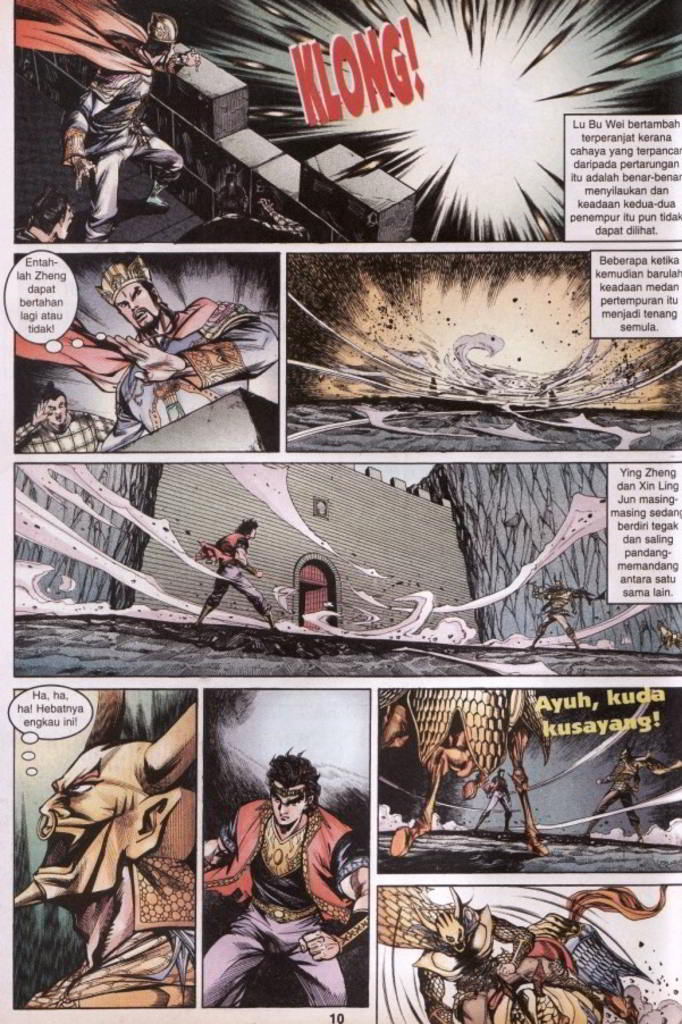 KLONG!
Lu Bu Wei bertambah
terperanjat kerana
cahaya yang terpancar
daripada pertarungan
itu adalah benar-benar
menyilaukan dan
keadaan kedua-dua
penempur itu pun tidak
dapat dilihat.
Entah-
lah Zheng
dapat
bertahan
lagi atau
tidak!
Beberapa ketika
kemudian barulah
keadaan medan
pertempuran itu
menjadi tenang
semula.
Ying Zheng
dan Xin Ling
Jun masing-
masing sedang
berdiri tegak
dan saling
pandang-
memandang
antara satu
sama lain.
Ha, ha,
ha! Hebatnya
engkau ini!
Ayuh, kuda
kusayang!
10